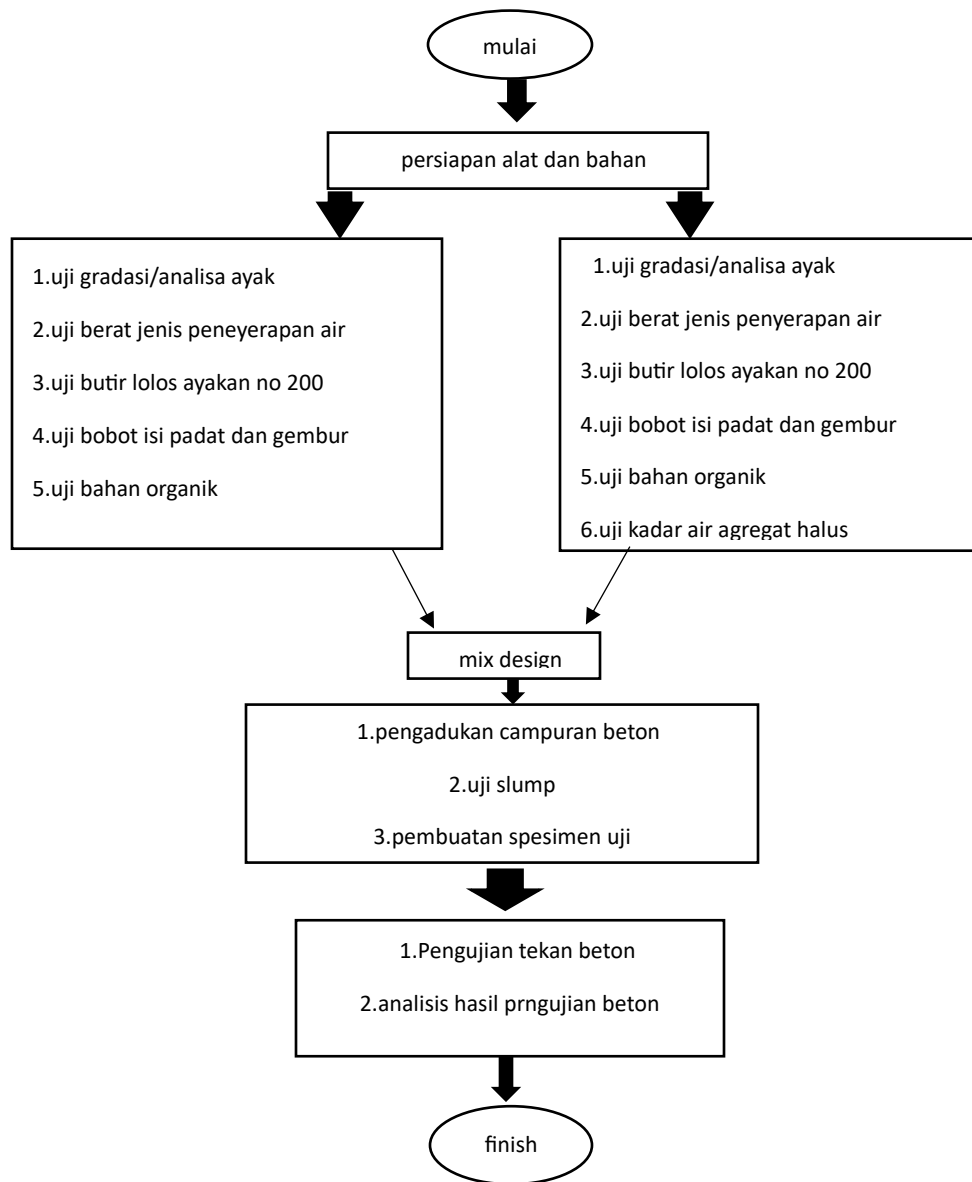 mulai
persiapan alat dan bahan
1.uji gradasi/analisa ayak
2.uji berat jenis peneyerapan air
3.uji butir lolos ayakan no 200
4.uji bobot isi padat dan gembur
5.uji bahan organik
1.uji gradasi/analisa ayak
2.uji berat jenis penyerapan air
3.uji butir lolos ayakan no 200
4.uji bobot isi padat dan gembur
5.uji bahan organik
6.uji kadar air agregat halus
mix design
1.pengadukan campuran beton
2.uji slump
3.pembuatan spesimen uji
1.Pengujian tekan beton
2.analisis hasil prngujian beton
finish